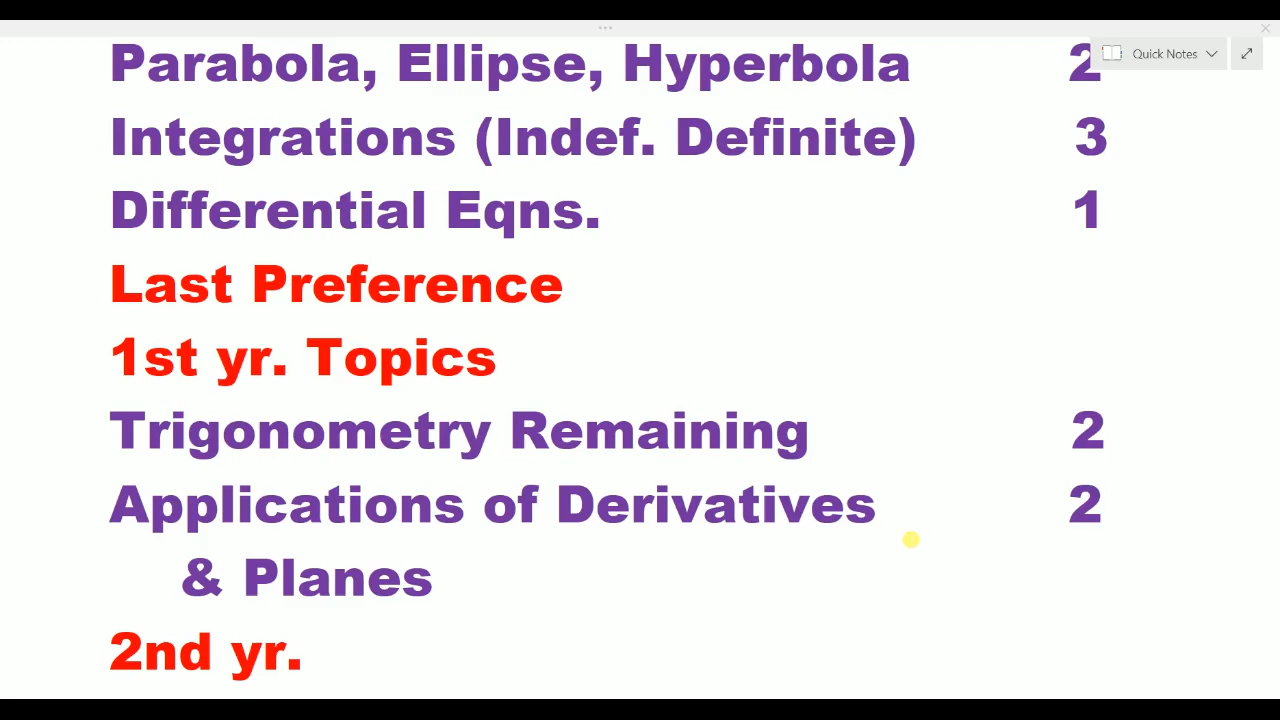 Parabola, Ellipse, Hyperbola 2
Quick Notes
Integrations (Indef. Definite) 3
Differential Eqns. 1
Last Preference
1st yr. Topics
Trigonometry Remaining 2
Applications of Derivatives 2
& Planes
2nd yr.